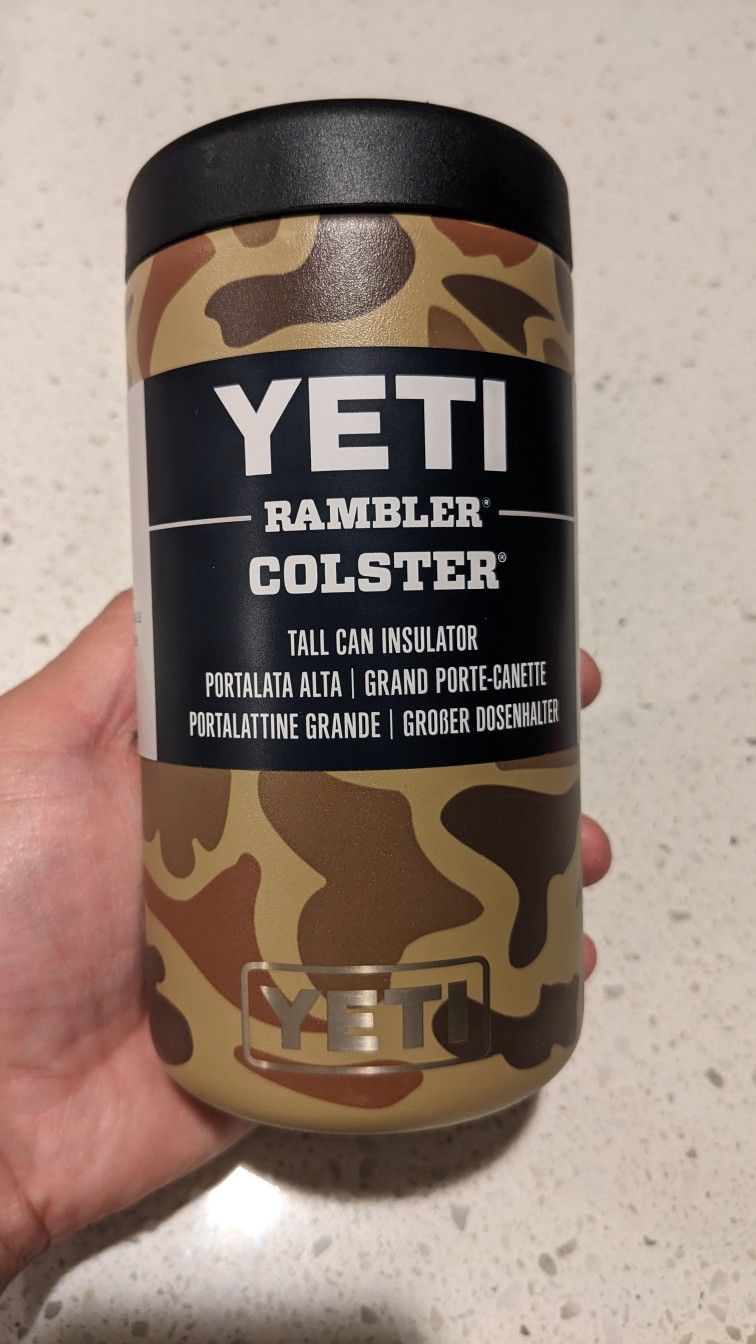 YETI
RAMBLER®
COLSTER®
TALL CAN INSULATOR
PORTALATA ALTA | GRAND PORTE-CANETTE
PORTALATTINE GRANDE | GROßER DOSENHALTER
YETI